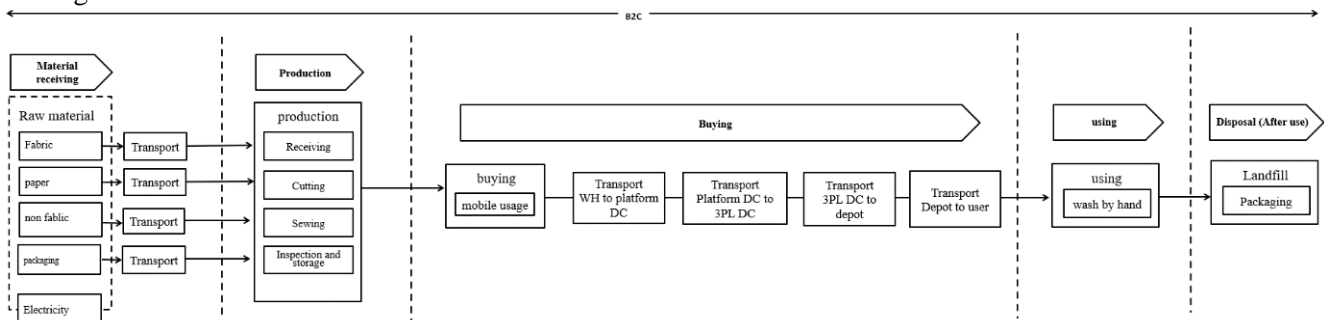 B2C
Material
receiving
Production
Buying
using
Disposal (After use)
Raw material
Fabric
Transport
paper
Transport
non fablic
Transport
packaging
Transport
Electricity
production
Receiving
Cutting
Sewing
Inspection and
storage
buying
mobile usage
Transport
WH to platform
DC
Transport
Platform DC to
3PL DC
Transport
3PL DC to
depot
Transport
Depot to user
using
wash by hand
Landfill
Packaging